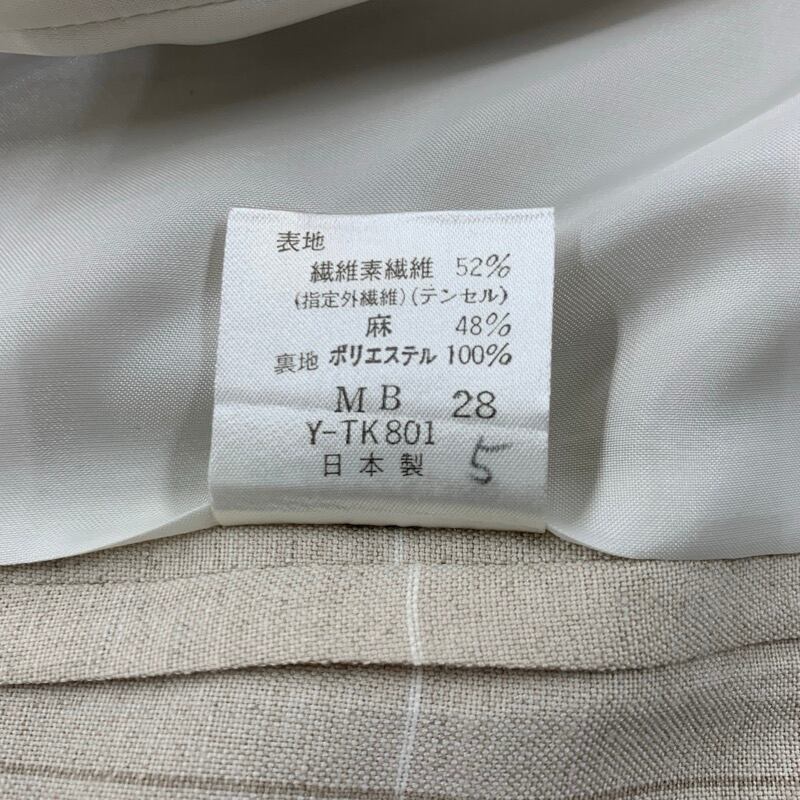 表地
繊維素繊維 52%
(指定外繊維)(テンセル)
麻 48%
裏地 ポリエステル 100%
MB 28
Y-TK801
日本製 5